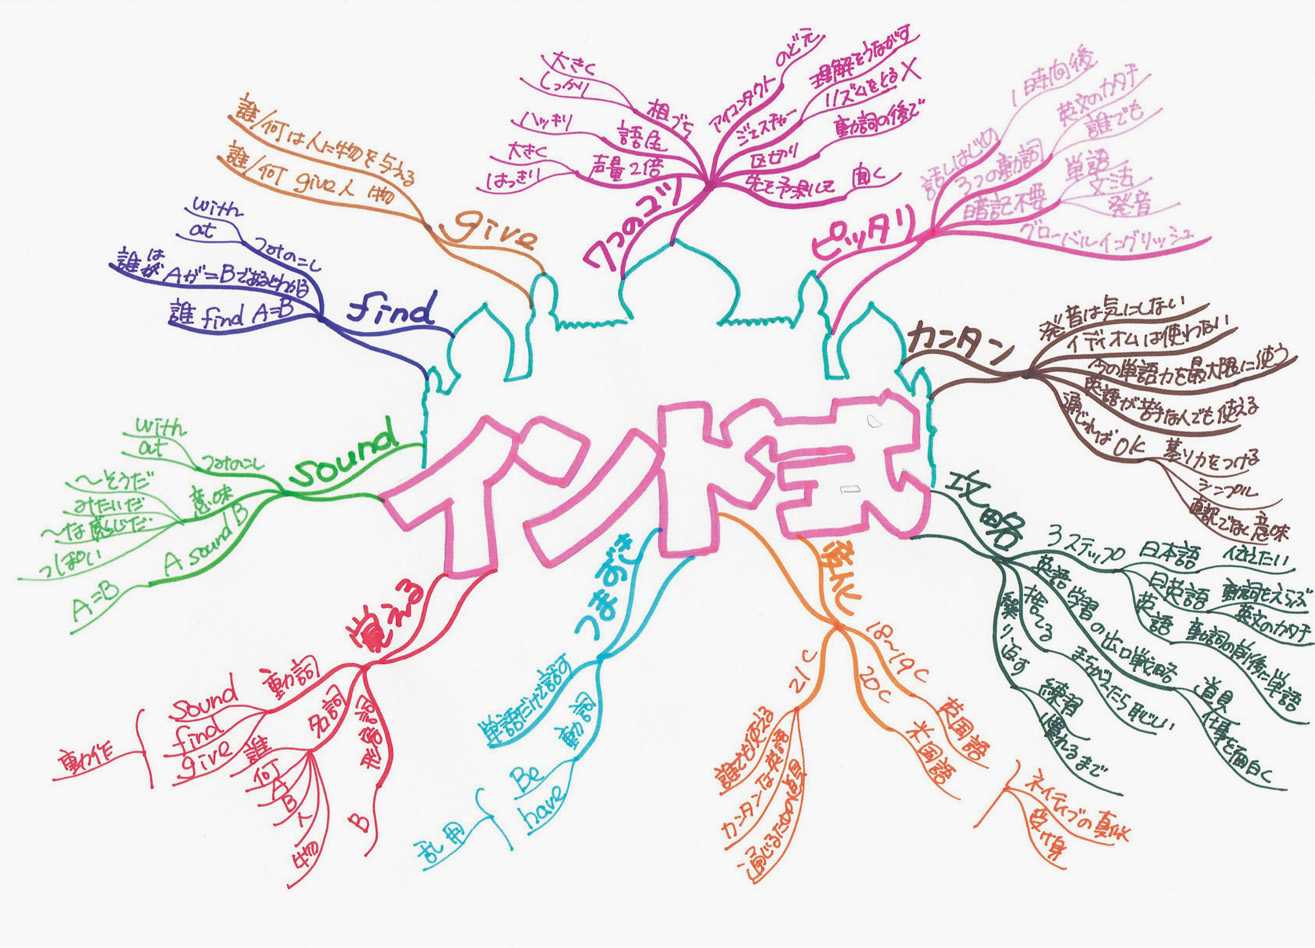 インド式
7つのコツ
相づち
大きく
しっかり
語尾
ハッキリ
声量2倍
大きく
はっきり
アイコンタクト
のど元
ジェスチャー
理解をうながす
リズムをとる×
区切り
動詞の後で
先を予測して
聞く
ピッタリ
話しはじめ
1時間後
3つの動詞
英文のカタチ
誰でも
暗記不要
単語
文法
発音
グローバルイングリッシュ
カンタン
発音は気にしない
イディオムは使わない
今の単語力を最大限に使う
英語が苦手な人でも使える
通じればOK
墓
シンプル
直訳でなく意味
攻略
3ステップ
日本語
伝えたい
日英語
動詞をえらぶ
英文のカタチ
英語
動詞の前後に単語
英語学習の出口戦略
道具
仕事を面白く
捨てる
まちがったら恥しい
繰り返す
練習
慣れるまで
進化
18〜19C
英国語
20C
米国語
ネイティブの真似
受け身
21C
誰でも使える
カンタンな英語
通じるための道具
つまずき
単語だけで話す
動詞
Be
have
乱用
覚える
動詞
sound
find
give
動作
名詞
誰
何
A
B
人
物
形容詞
B
sound
つなのこし
with
at
意味
〜そうだ
みたいだ
〜な感じだ
っぽい
A sound B
A=B
find
つなのこし
with
at
誰は
が
Aが=Bであるとわかる
誰 find A=B
give
誰/何は人に物を与える
誰/何 give 人 物